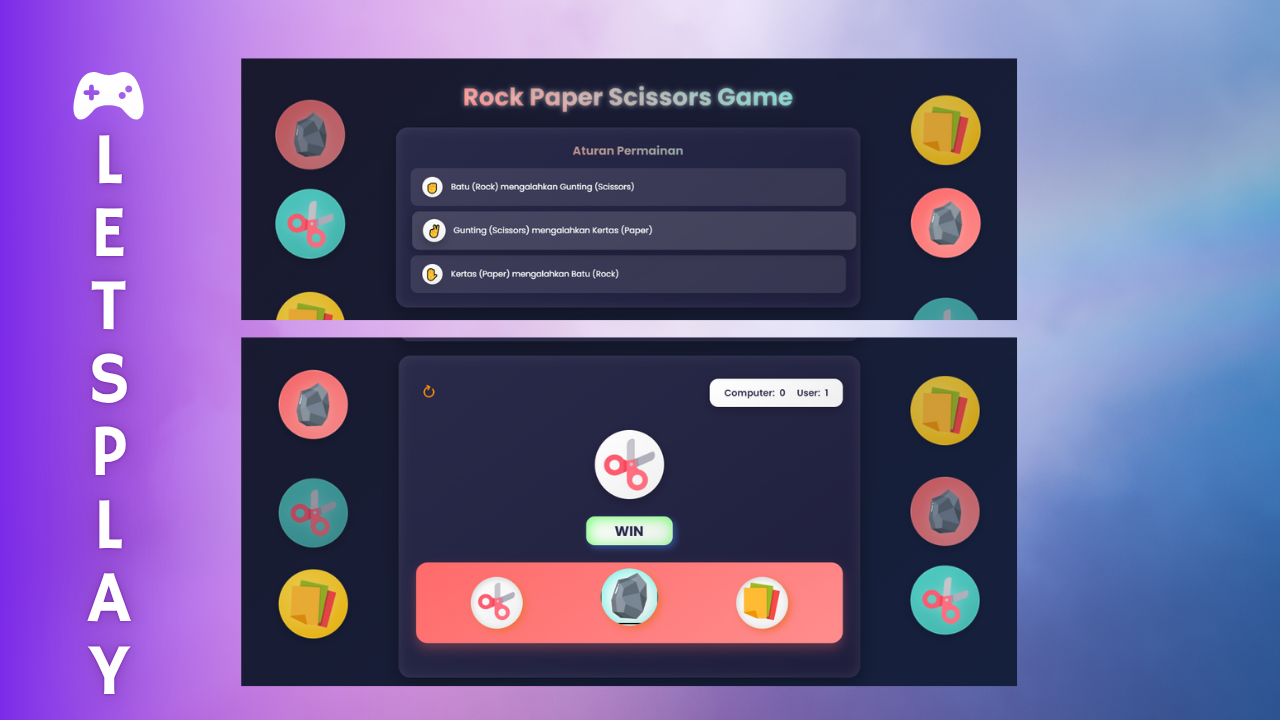 LETSPLAY
Rock Paper Scissors Game
Aturan Permainan
Batu (Rock) mengalahkan Gunting (Scissors)
Gunting (Scissors) mengalahkan Kertas (Paper)
Kertas (Paper) mengalahkan Batu (Rock)
Computer: 0 User: 1
WIN